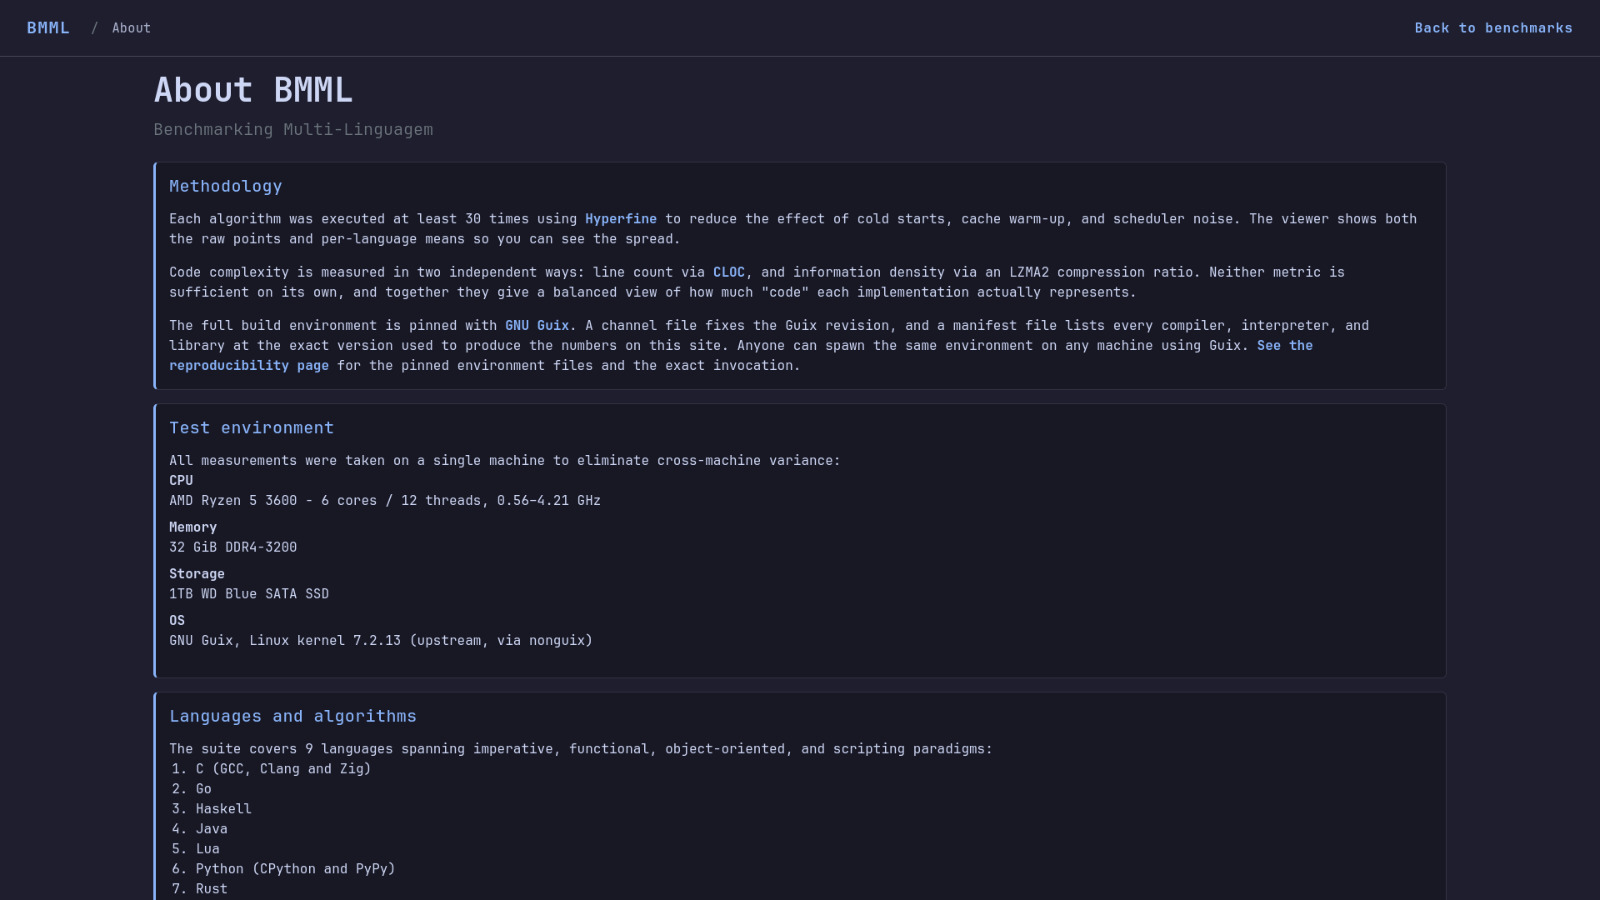 BMML / About
Back to benchmarks
About BMML
Benchmarking Multi-Linguagem
Methodology
Each algorithm was executed at least 30 times using Hyperfine to reduce the effect of cold starts, cache warm-up, and scheduler noise. The viewer shows both
the raw points and per-language means so you can see the spread.
Code complexity is measured in two independent ways: line count via CLOC, and information density via an LZMA2 compression ratio. Neither metric is
sufficient on its own, and together they give a balanced view of how much "code" each implementation actually represents.
The full build environment is pinned with GNU Guix. A channel file fixes the Guix revision, and a manifest file lists every compiler, interpreter, and
library at the exact version used to produce the numbers on this site. Anyone can spawn the same environment on any machine using Guix. See the
reproducibility page for the pinned environment files and the exact invocation.
Test environment
All measurements were taken on a single machine to eliminate cross-machine variance:
CPU
AMD Ryzen 5 3600 - 6 cores / 12 threads, 0.56–4.21 GHz
Memory
32 GiB DDR4-3200
Storage
1TB WD Blue SATA SSD
OS
GNU Guix, Linux kernel 7.2.13 (upstream, via nonguix)
Languages and algorithms
The suite covers 9 languages spanning imperative, functional, object-oriented, and scripting paradigms:
1. C (GCC, Clang and Zig)
2. Go
3. Haskell
4. Java
5. Lua
6. Python (CPython and PyPy)
7. Rust